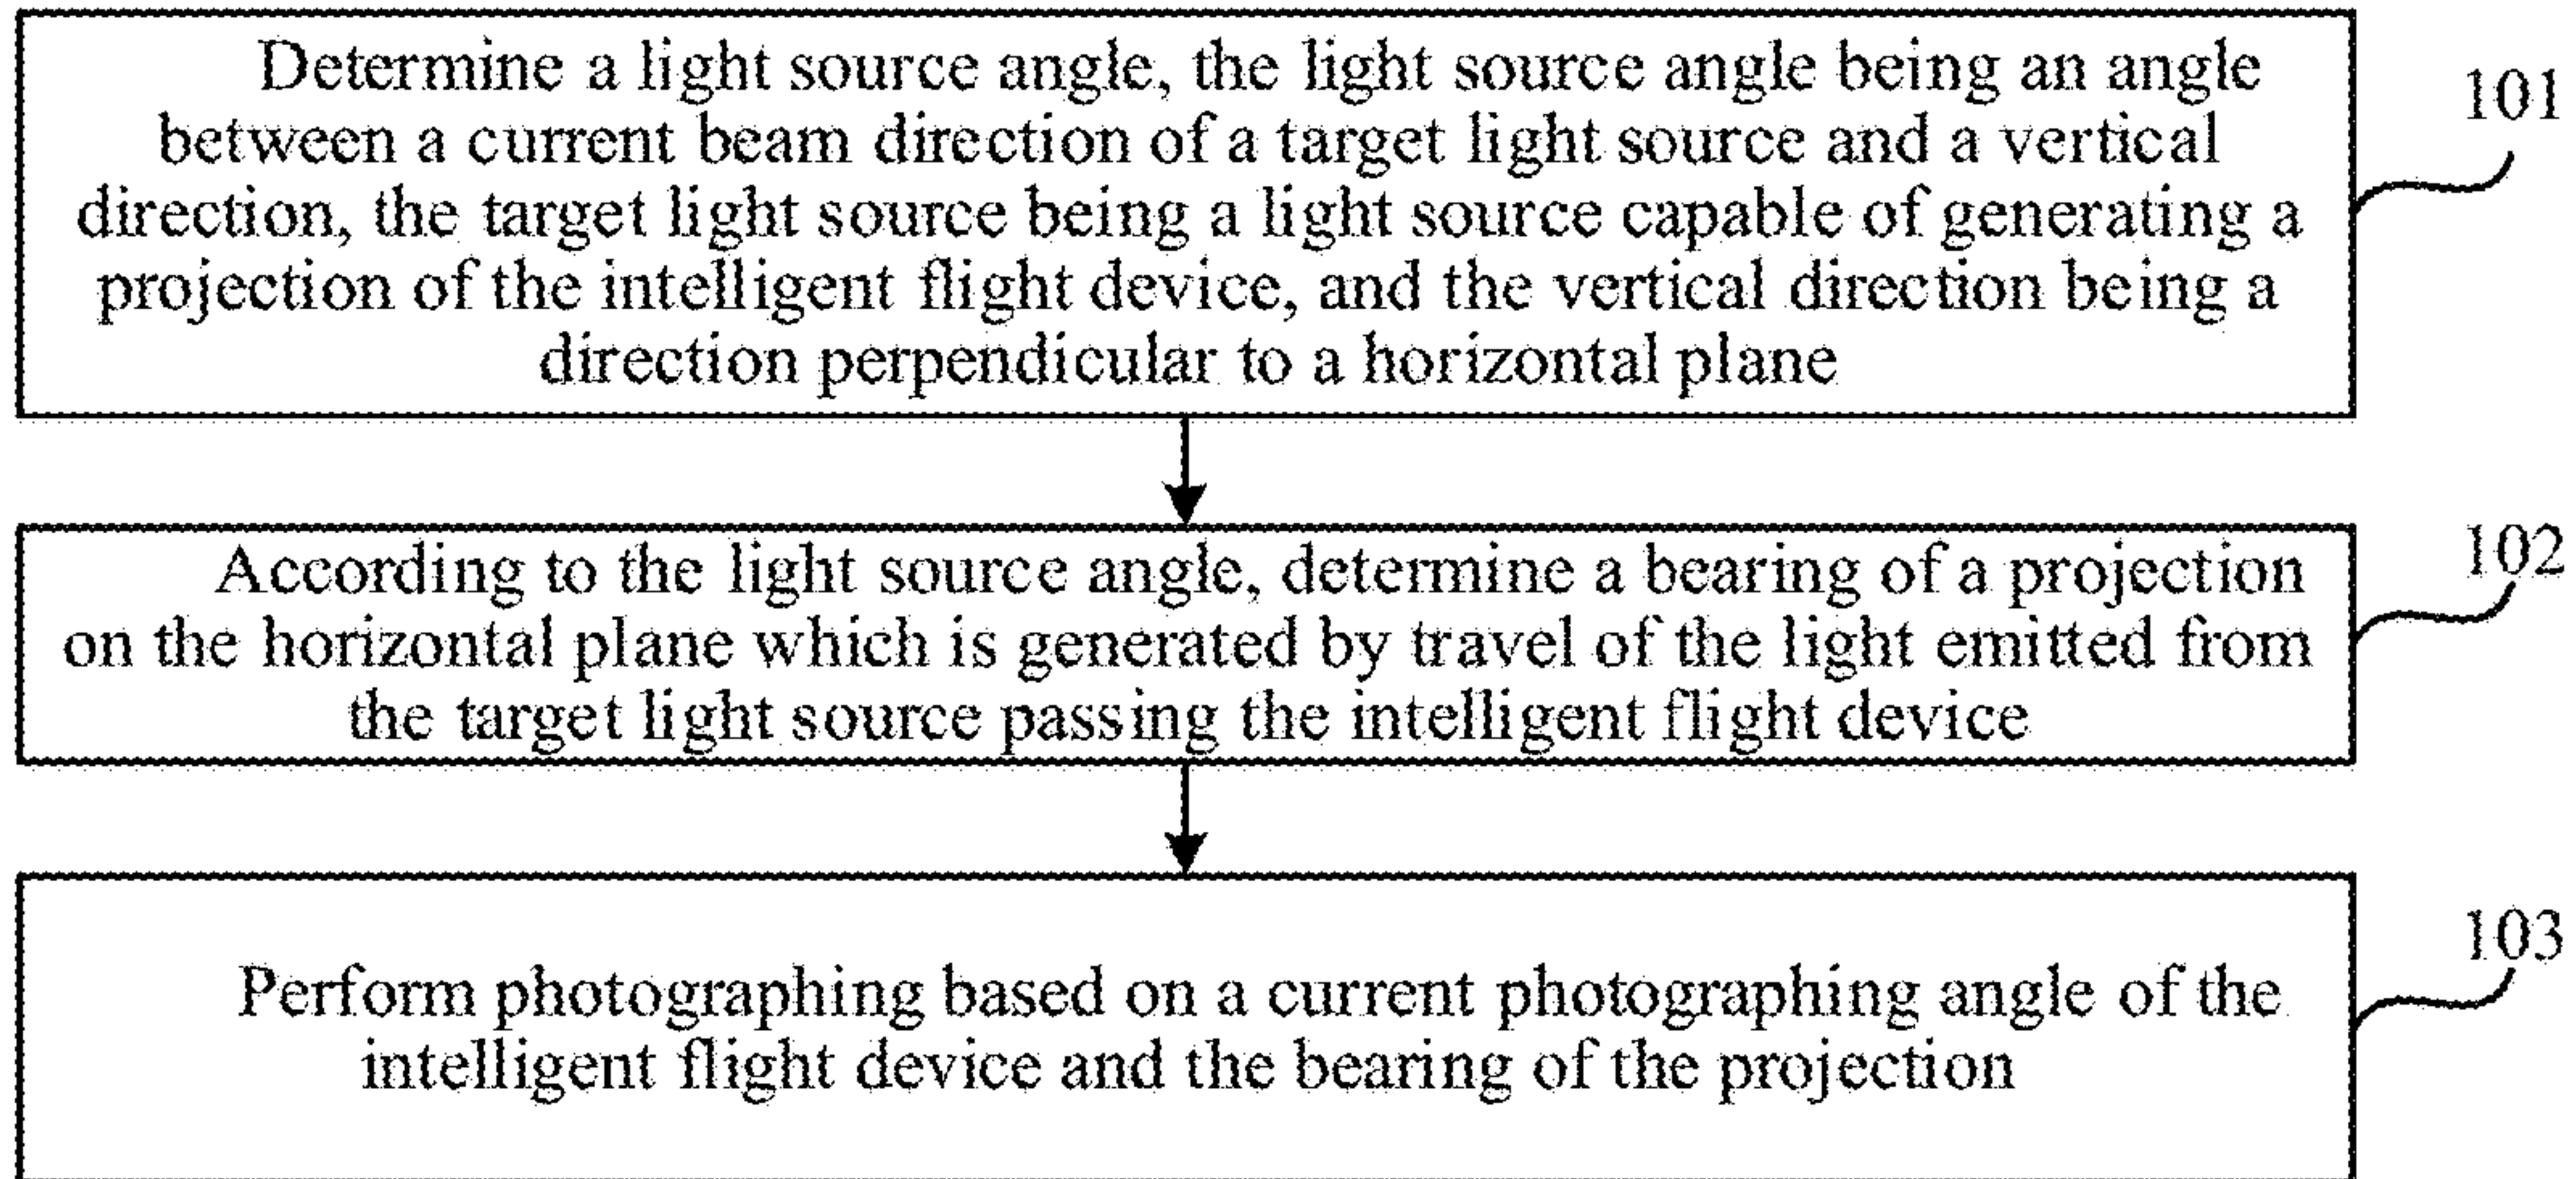 Determine a light source angle, the light source angle being an angle
between a current beam direction of a target light source and a vertical
direction, the target light source being a light source capable of generating a
projection of the intelligent flight device, and the vertical direction being a
direction perpendicular to a horizontal plane
101
According to the light source angle, determine a bearing of a projection
on the horizontal plane which is generated by travel of the light emitted from
the target light source passing the intelligent flight device
102
Perform photographing based on a current photographing angle of the
intelligent flight device and the bearing of the projection
103